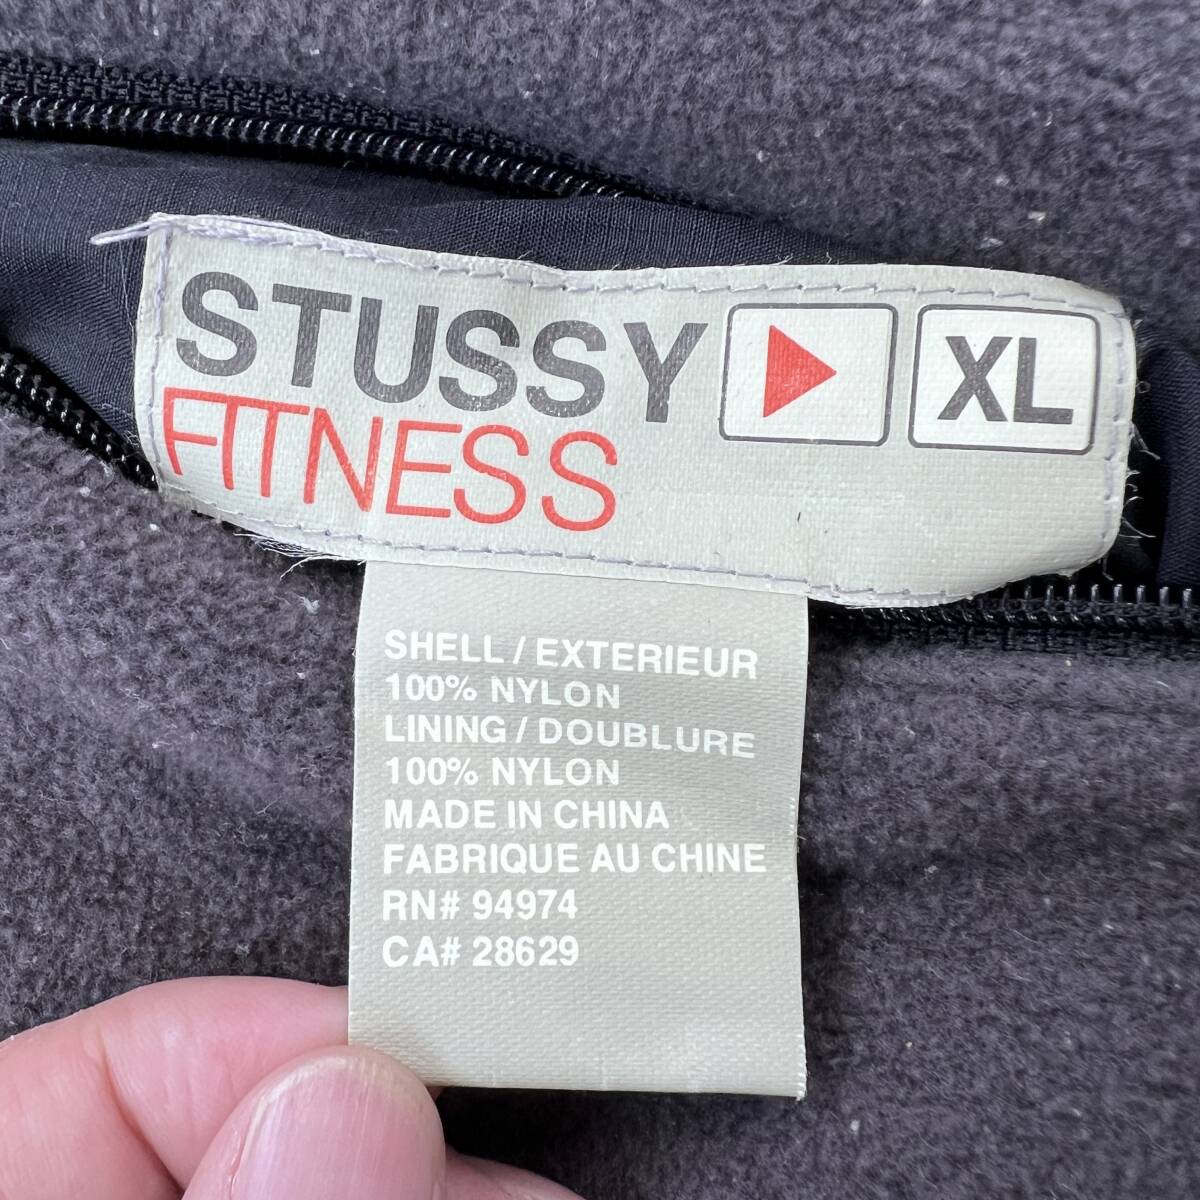 STUSSY XL
FITNESS
SHELL / EXTERIEUR
100% NYLON
LINING / DOUBLURE
100% NYLON
MADE IN CHINA
FABRIQUE AU CHINE
RN# 94974
CA# 28629